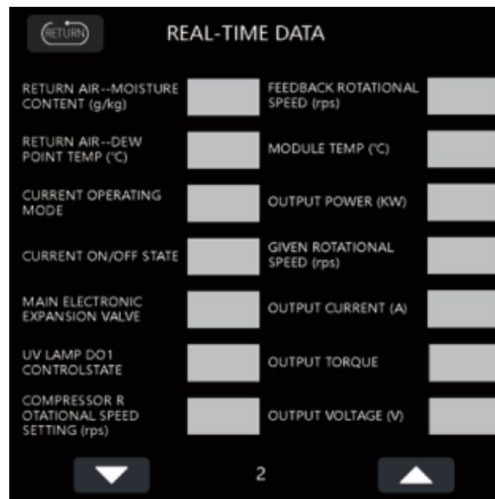 RETURN
REAL-TIME DATA
RETURN AIR--MOISTURE
CONTENT (g/kg)
FEEDBACK ROTATIONAL
SPEED (rps)
RETURN AIR--DEW
POINT TEMP (℃)
MODULE TEMP (℃)
CURRENT OPERATING
MODE
OUTPUT POWER (KW)
CURRENT ON/OFF STATE
GIVEN ROTATIONAL
SPEED (rps)
MAIN ELECTRONIC
EXPANSION VALVE
OUTPUT CURRENT (A)
UV LAMP DO1
CONTROLSTATE
OUTPUT TORQUE
COMPRESSOR R
OTATIONAL SPEED
SETTING (rps)
OUTPUT VOLTAGE (V)
2